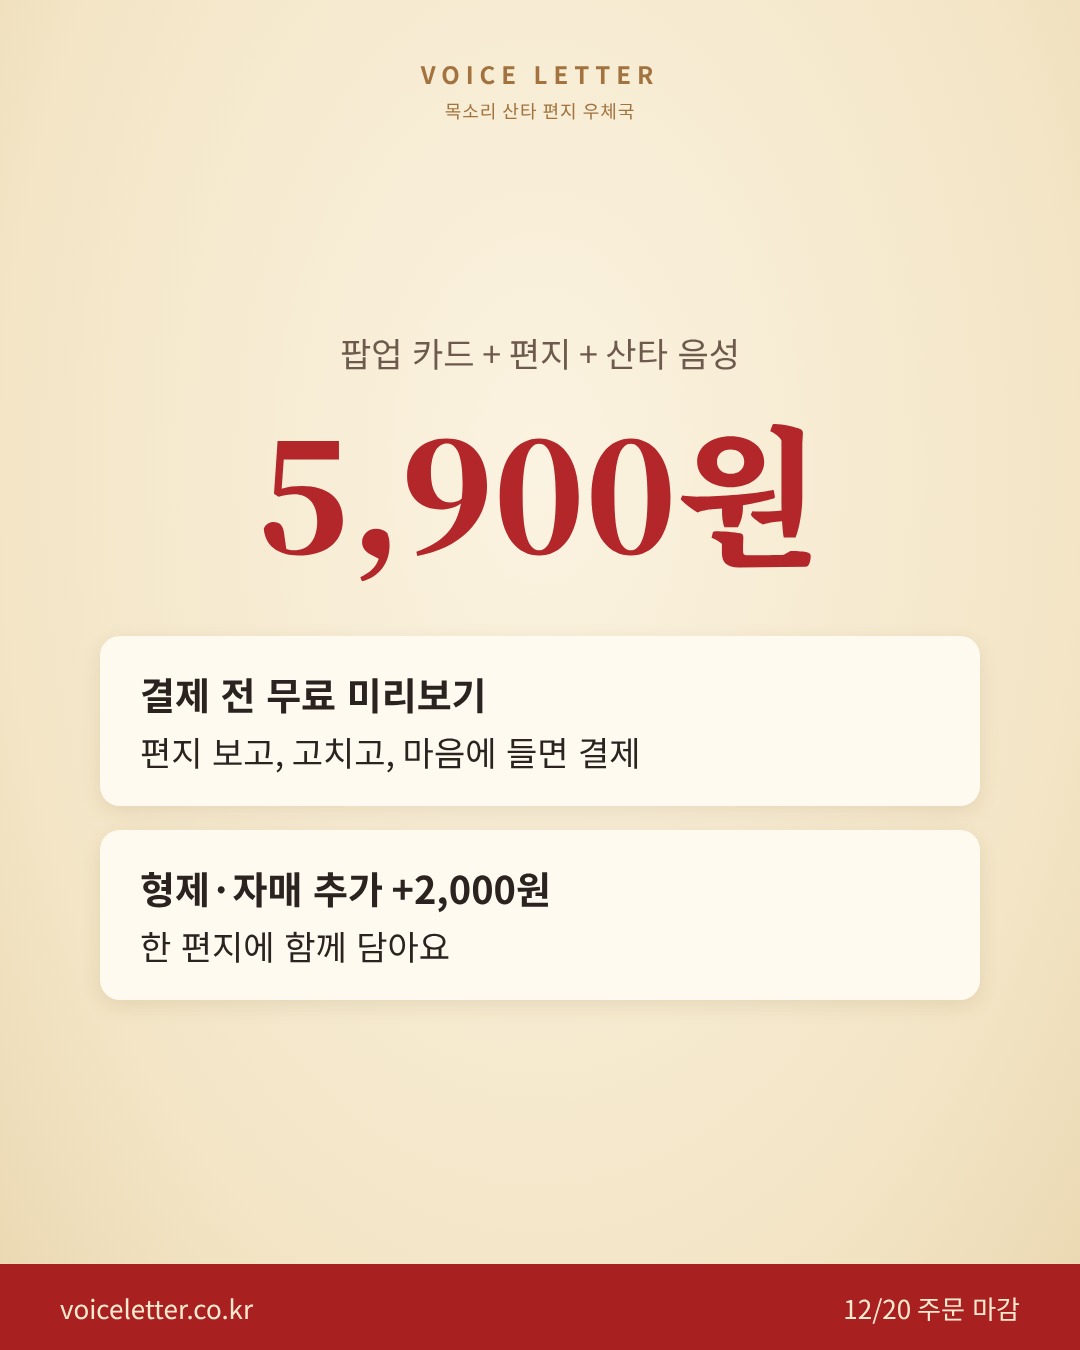 VOICE LETTER
목소리 산타 편지 우체국
팝업 카드 + 편지 + 산타 음성
5,900원
결제 전 무료 미리보기
편지 보고, 고치고, 마음에 들면 결제
형제·자매 추가 +2,000원
한 편지에 함께 담아요
voiceletter.co.kr
12/20 주문 마감